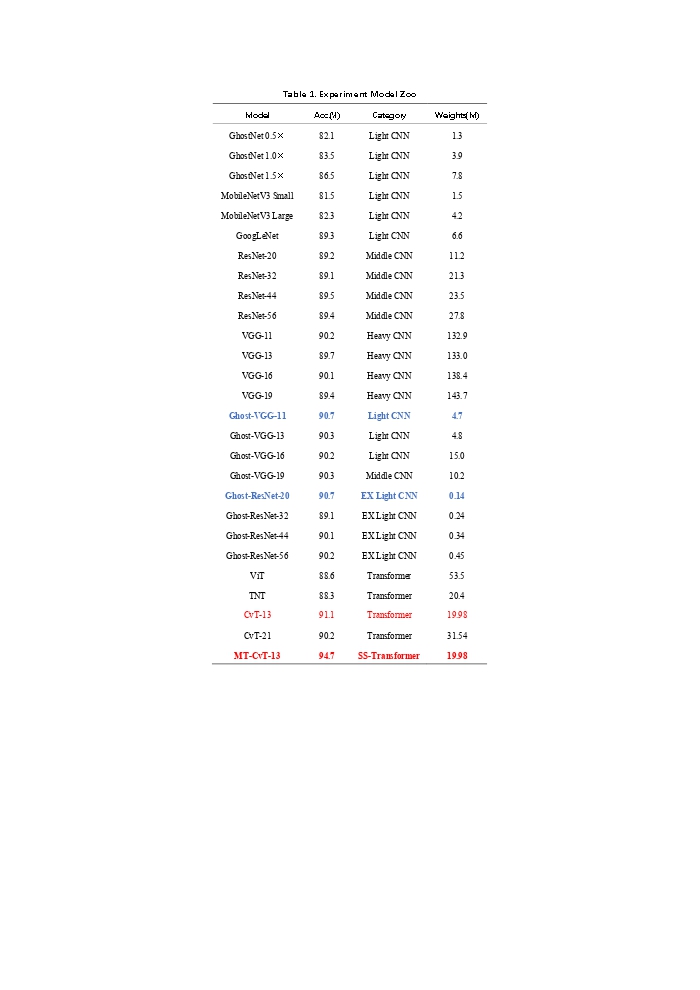 Table 1. Experiment Model Zoo
Model Acc(%) Category Weights(M)
GhostNet 0.5× 82.1 Light CNN 1.3
GhostNet 1.0× 83.5 Light CNN 3.9
GhostNet 1.5× 86.5 Light CNN 7.8
MobileNetV3 Small 81.5 Light CNN 1.5
MobileNetV3 Large 82.3 Light CNN 4.2
GoogLeNet 89.3 Light CNN 6.6
ResNet-20 89.2 Middle CNN 11.2
ResNet-32 89.1 Middle CNN 21.3
ResNet-44 89.5 Middle CNN 23.5
ResNet-56 89.4 Middle CNN 27.8
VGG-11 90.2 Heavy CNN 132.9
VGG-13 89.7 Heavy CNN 133.0
VGG-16 90.1 Heavy CNN 138.4
VGG-19 89.4 Heavy CNN 143.7
Ghost-VGG-11 90.7 Light CNN 4.7
Ghost-VGG-13 90.3 Light CNN 4.8
Ghost-VGG-16 90.2 Light CNN 15.0
Ghost-VGG-19 90.3 Middle CNN 10.2
Ghost-ResNet-20 90.7 EX Light CNN 0.14
Ghost-ResNet-32 89.1 EX Light CNN 0.24
Ghost-ResNet-44 90.1 EX Light CNN 0.34
Ghost-ResNet-56 90.2 EX Light CNN 0.45
ViT 88.6 Transformer 53.5
TNT 88.3 Transformer 20.4
CvT-13 91.1 Transformer 19.98
CvT-21 90.2 Transformer 31.54
MT-CvT-13 94.7 SS-Transformer 19.98